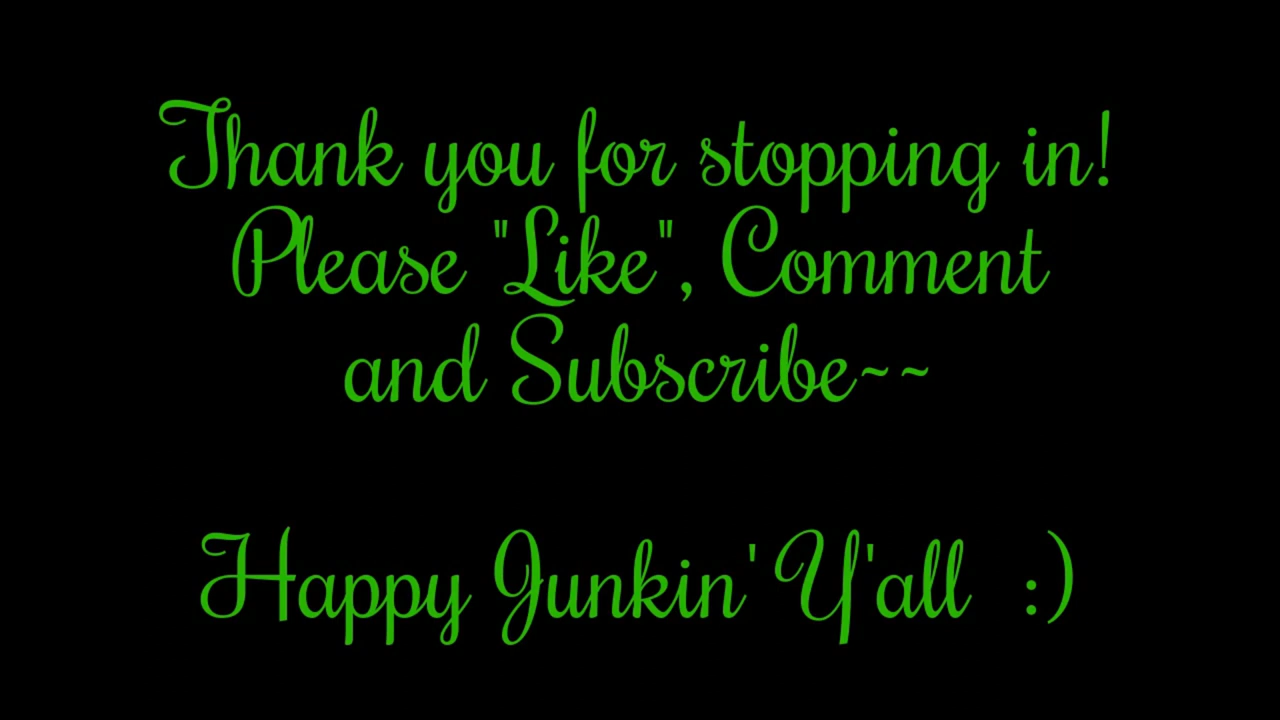 Thank you for stopping in!
Please "Like", Comment
and Subscribe~~
Happy Junkin' Y'all :)